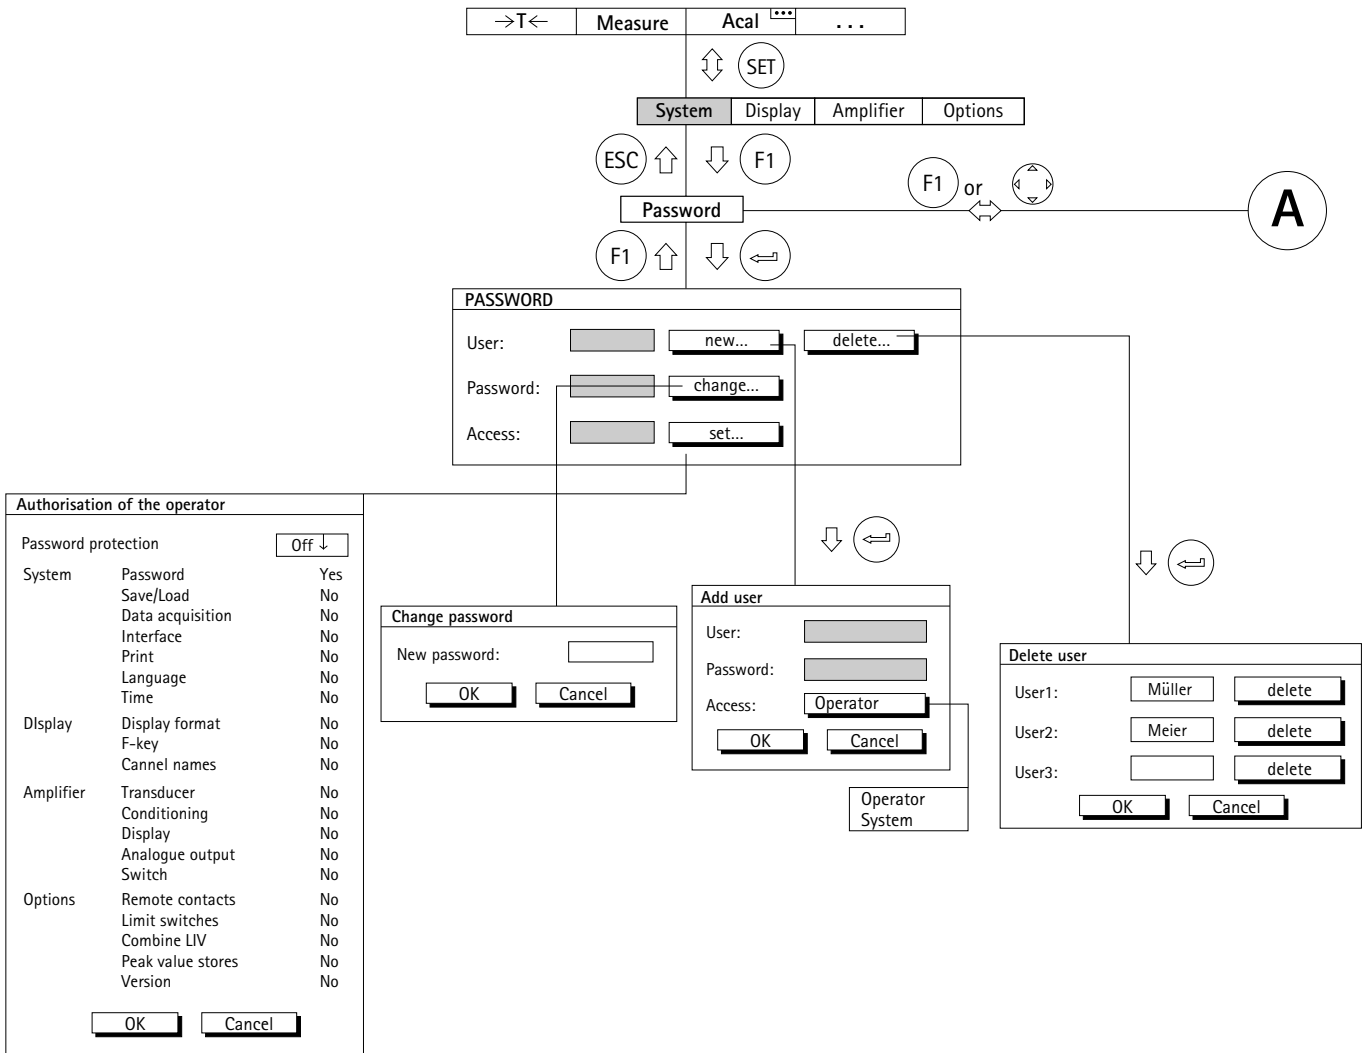 →T← Measure Acal ...
SET
System Display Amplifier Options
ESC F1
F1 or
A
Password
F1
PASSWORD
User: new... delete...
Password: change...
Access: set...
Authorisation of the operator
Password protection Off ↓
System Password Yes
Save/Load No
Data acquisition No
Interface No
Print No
Language No
Time No
DIsplay Display format No
F-key No
Cannel names No
Amplifier Transducer No
Conditioning No
Display No
Analogue output No
Switch No
Options Remote contacts No
Limit switches No
Combine LIV No
Peak value stores No
Version No
OK Cancel
Change password
New password:
OK Cancel
Add user
User:
Password:
Access: Operator
OK Cancel
Operator
System
Delete user
User1: Müller delete
User2: Meier delete
User3: delete
OK Cancel